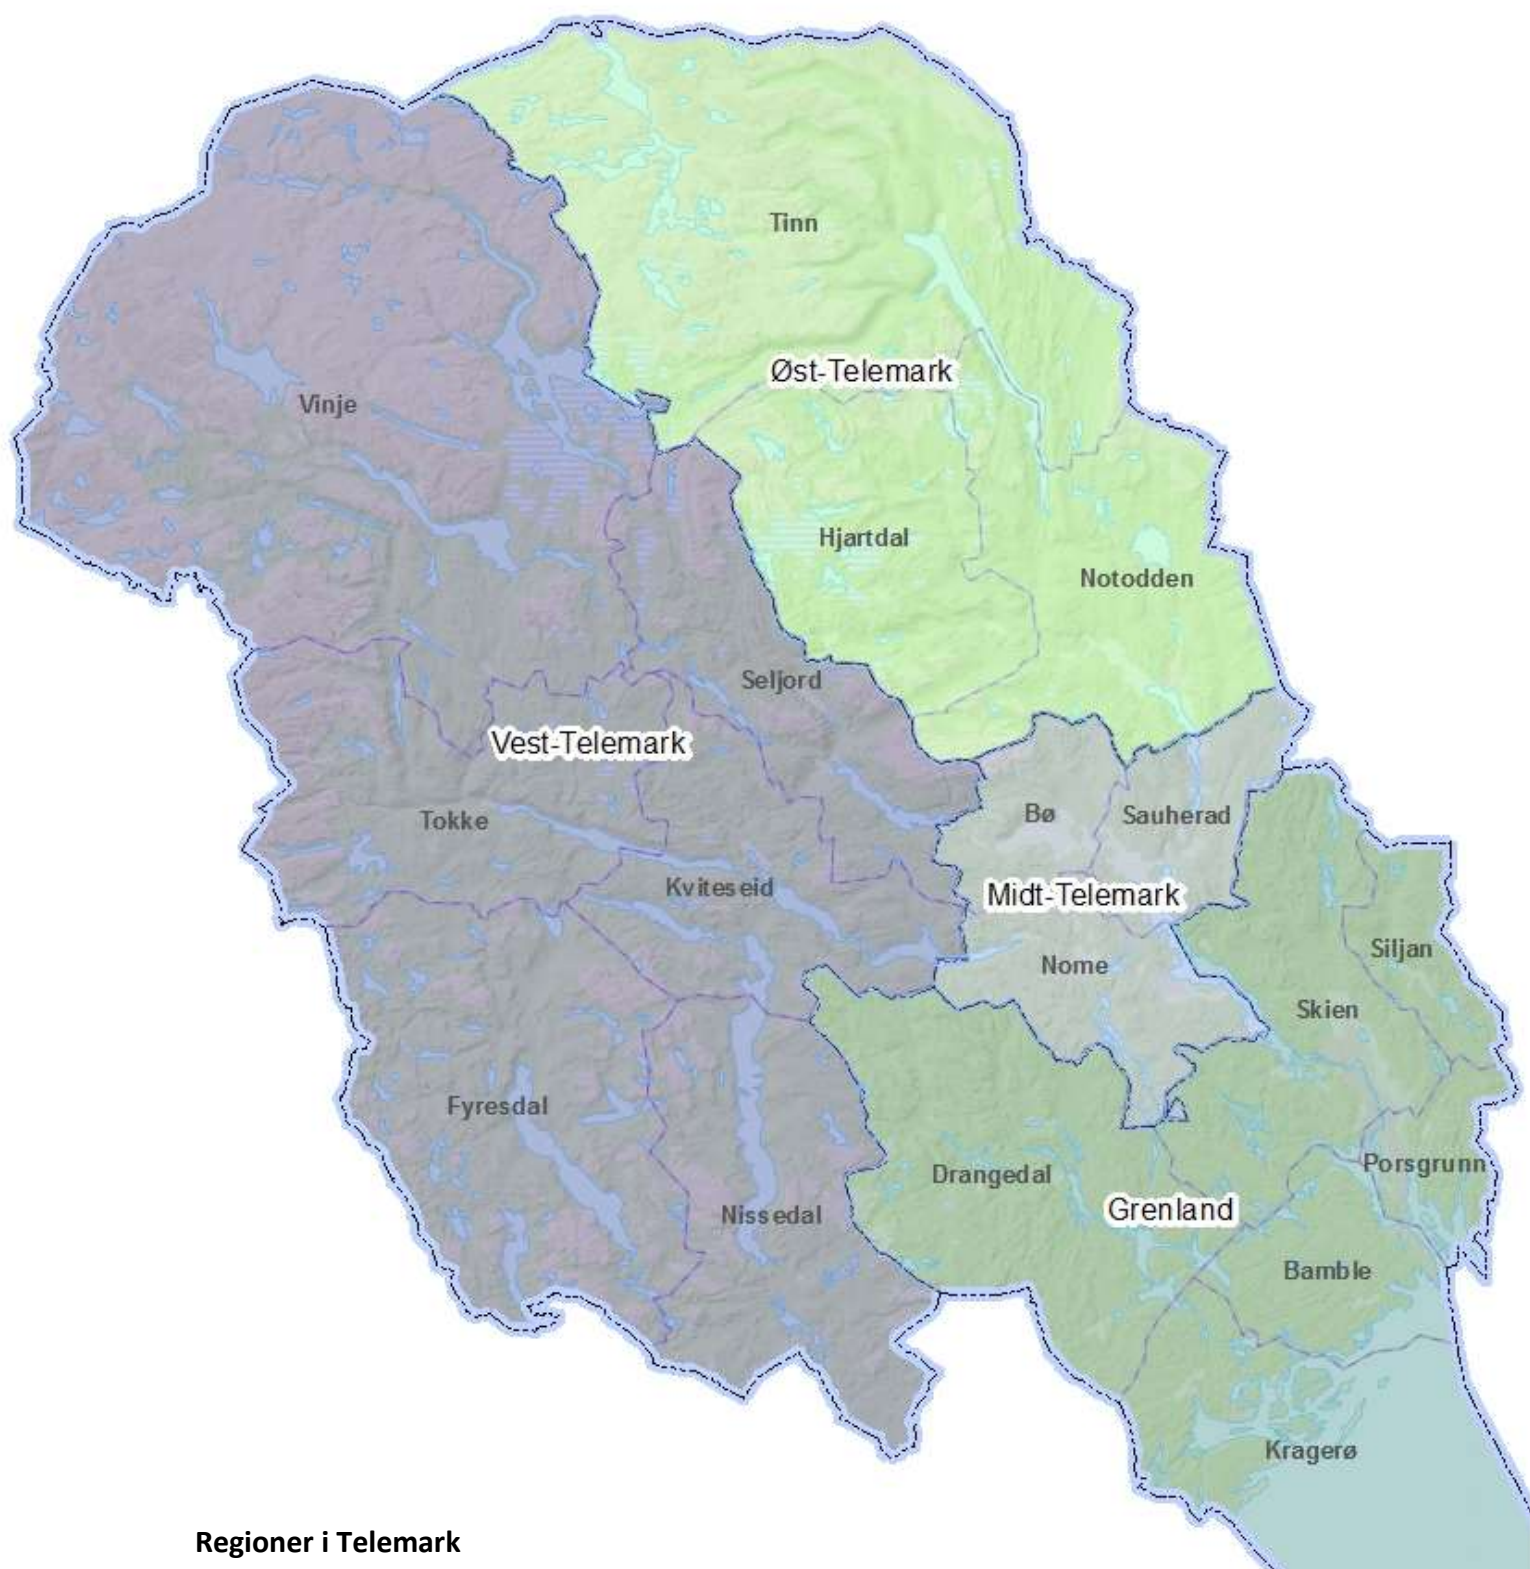 Tinn
Øst-Telemark
Vinje
Hjartdal
Notodden
Seljord
Vest-Telemark
Tokke
Bø
Sauherad
Kviteseid
Midt-Telemark
Siljan
Nome
Skien
Fyresdal
Porsgrunn
Drangedal
Nissedal
Grenland
Bamble
Kragerø
Regioner i Telemark